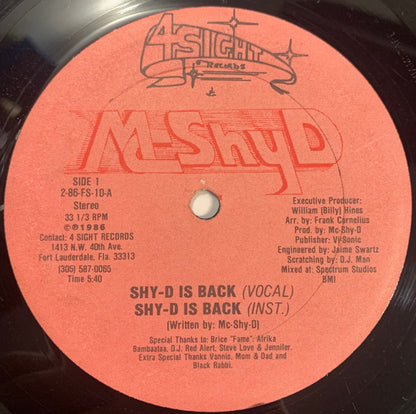 4 SIGHT
Records
M-ShyD
SIDE 1
2-86-FS-10-A
Stereo
33 1/3 RPM
©℗1986
Contact: 4 SIGHT RECORDS
1413 N.W. 40th Ave.
Fort Lauderdale, Fla. 33313
(305) 587-0065
Time 5:40
Executive Producer:
William (Billy) Hines
Arr. by: Frank Cornelius
Prod. by: Mc-Shy-D
Publisher: Vy-Sonic
Engineered by: Jaime Swartz
Scratching by: D.J. Man
Mixed at: Spectrum Studios
BMI
SHY-D IS BACK (VOCAL)
SHY-D IS BACK (INST.)
(Written by: Mc-Shy-D)
Special Thanks to: Brice "Fame": Afrika
Bambaataa, D.J. Red Alert, Steve Love & Jennifer.
Extra Special Thanks Vannie, Mom & Dad and
Black Rabbi.